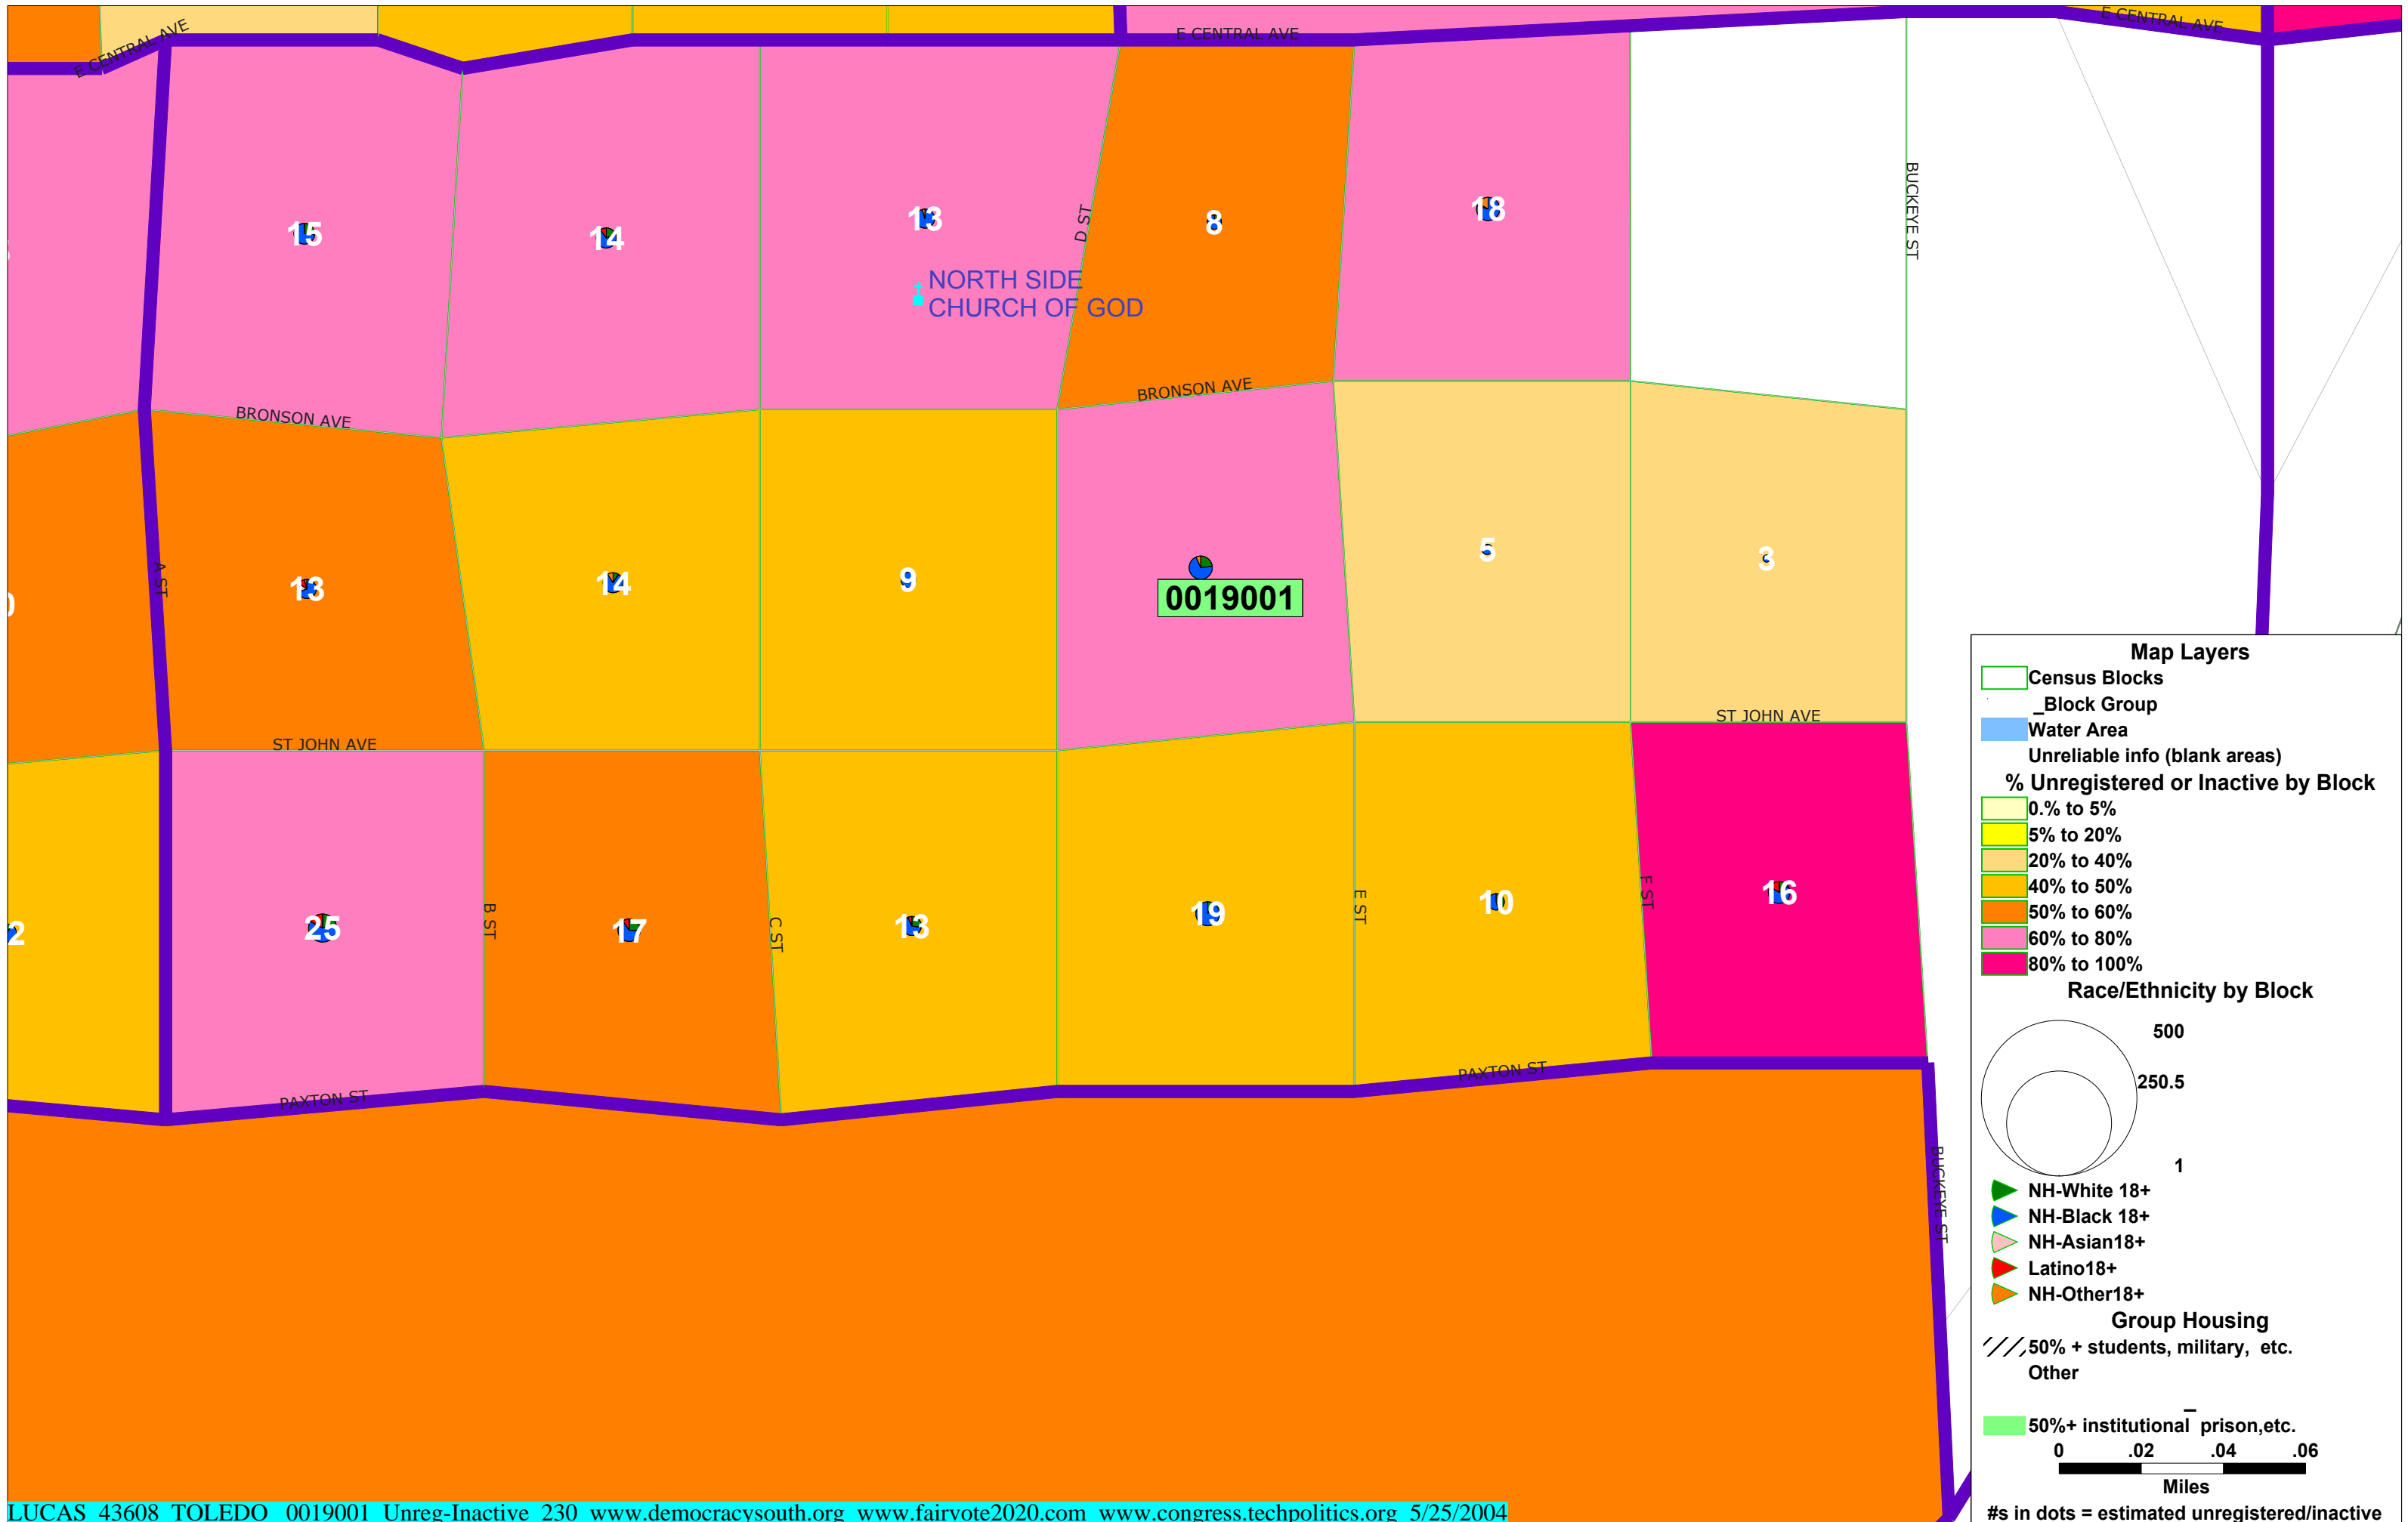 E CENTRAL AVE
E CENTRAL AVE
E CENTRAL AVE
15
14
13
8
18
D ST
BUCKEYE ST
NORTH SIDE
CHURCH OF GOD
BRONSON AVE
BRONSON AVE
A ST
13
14
9
0019001
5
3
ST JOHN AVE
ST JOHN AVE
2
25
B ST
17
C ST
13
19
E ST
10
F ST
16
PAXTON ST
PAXTON ST
BUCKEYE ST
Map Layers
Census Blocks
_Block Group
Water Area
Unreliable info (blank areas)
% Unregistered or Inactive by Block
0.% to 5%
5% to 20%
20% to 40%
40% to 50%
50% to 60%
60% to 80%
80% to 100%
Race/Ethnicity by Block
500
250.5
1
NH-White 18+
NH-Black 18+
NH-Asian18+
Latino18+
NH-Other18+
Group Housing
50% + students, military, etc.
Other
50%+ institutional_ prison,etc.
0 .02 .04 .06
Miles
#s in dots = estimated unregistered/inactive
LUCAS 43608 TOLEDO 0019001 Unreg-Inactive 230 www.democracysouth.org www.fairvote2020.com www.congress.techpolitics.org 5/25/2004